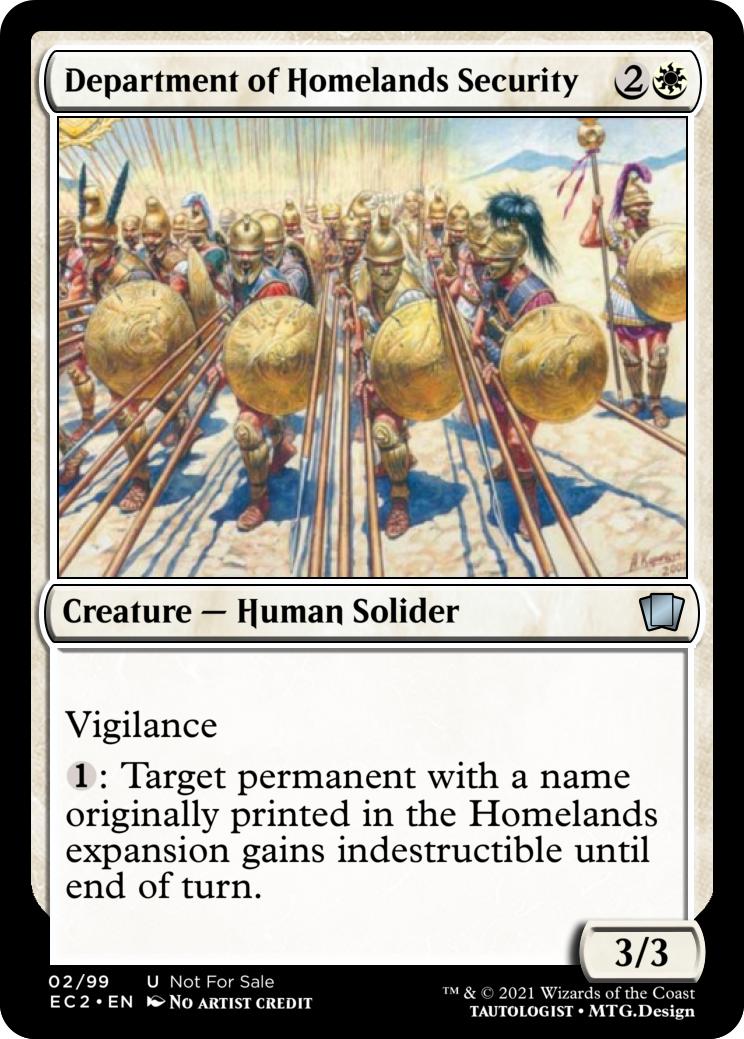 Department of Homelands Security 2
Creature — Human Solider
Vigilance
1: Target permanent with a name
originally printed in the Homelands
expansion gains indestructible until
end of turn.
3/3
02/99 U Not For Sale
EC2 • EN No artist credit
™ & © 2021 Wizards of the Coast
TAUTOLOGIST • MTG.Design